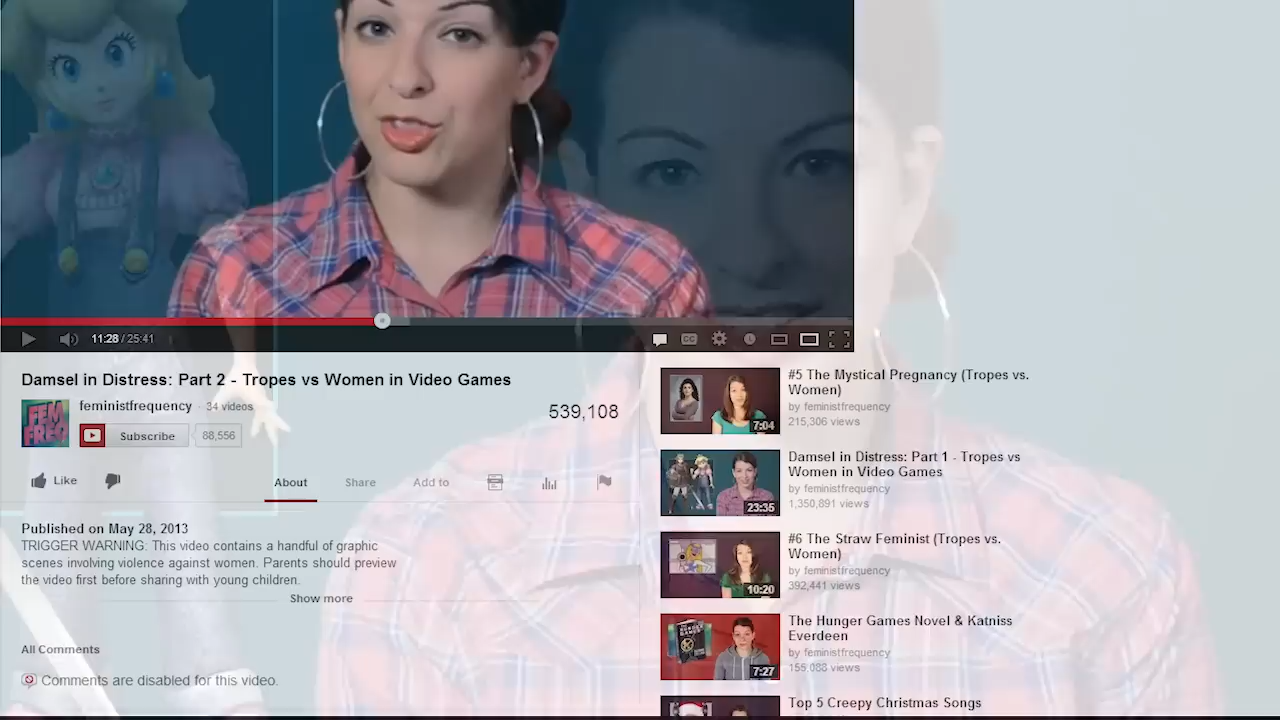 11:28 / 25:41
CC
Damsel in Distress: Part 2 - Tropes vs Women in Video Games
FEM
FREQ
feministfrequency · 34 videos
Subscribe 88,556
539,108
Like
About Share Add to
Published on May 28, 2013
TRIGGER WARNING: This video contains a handful of graphic
scenes involving violence against women. Parents should preview
the video first before sharing with young children.
Show more
All Comments
Comments are disabled for this video.
7:04
#5 The Mystical Pregnancy (Tropes vs.
Women)
by feministfrequency
215,306 views
23:35
Damsel in Distress: Part 1 - Tropes vs
Women in Video Games
by feministfrequency
1,350,891 views
10:20
#6 The Straw Feminist (Tropes vs.
Women)
by feministfrequency
392,441 views
7:27
The Hunger Games Novel & Katniss
Everdeen
by feministfrequency
155,088 views
Top 5 Creepy Christmas Songs